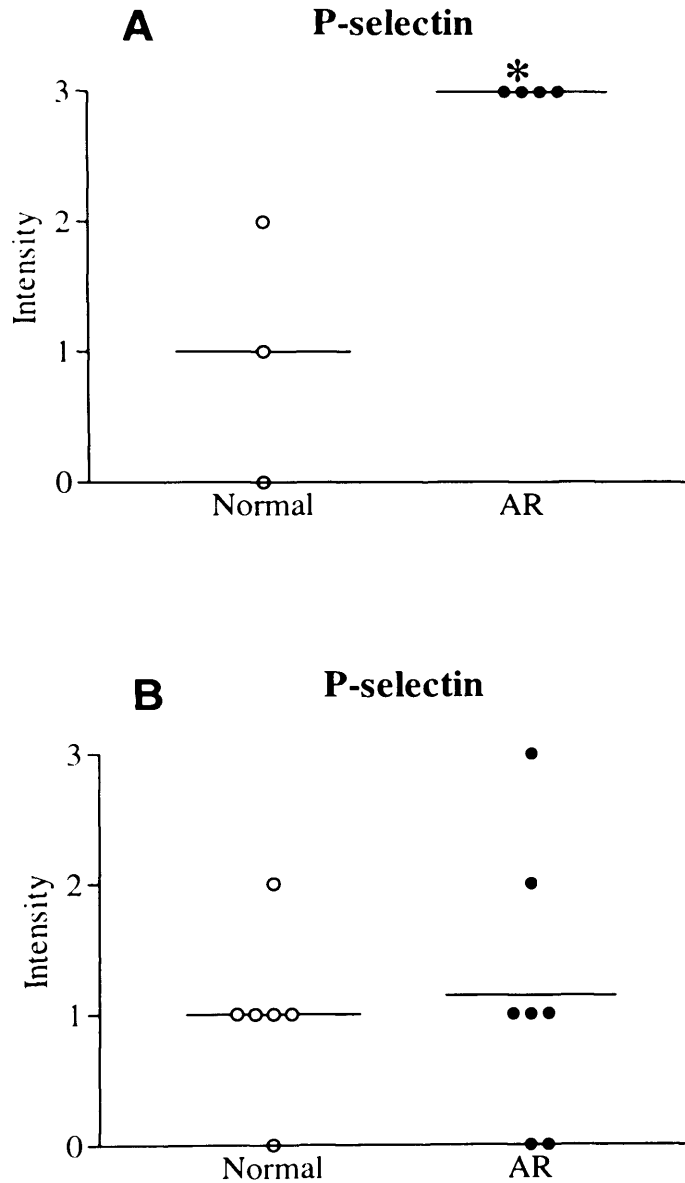 A
P-selectin
*
3
2
1
0
Intensity
Normal
AR
B
P-selectin
3
2
1
0
Intensity
Normal
AR